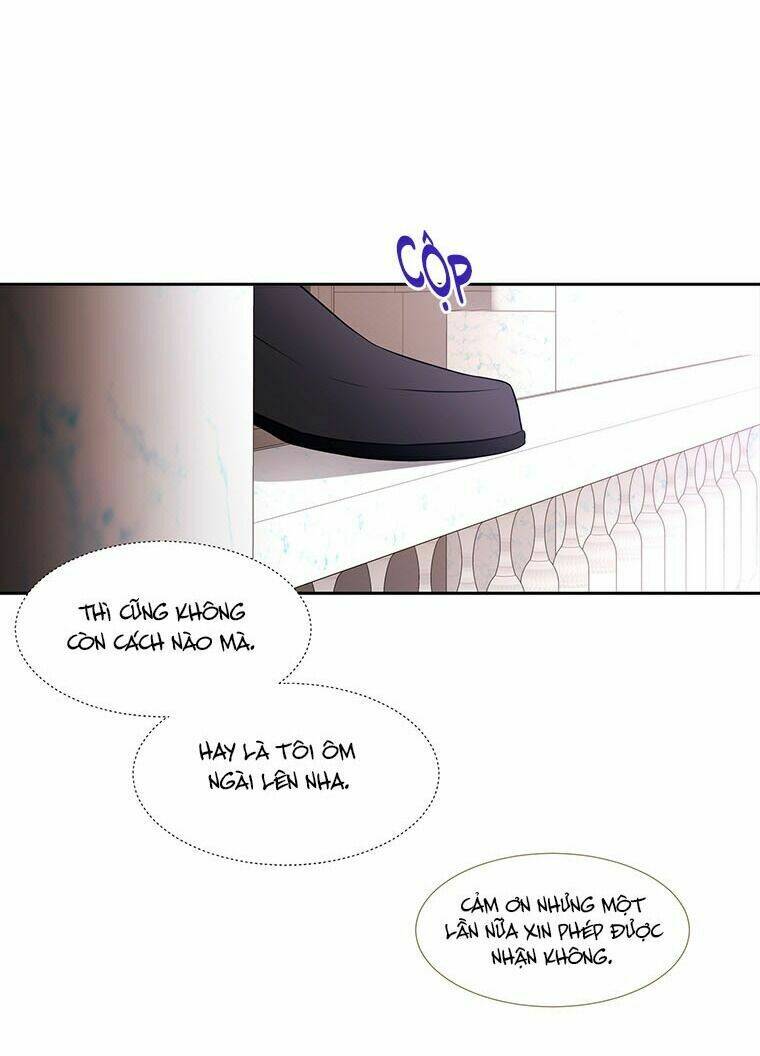 CỘP
THÌ CŨNG KHÔNG
CÒN CÁCH NÀO MÀ.
HAY LÀ TÔI ÔM
NGÀI LÊN NHA.
CẢM ƠN NHƯNG MỘT
LẦN NỮA XIN PHÉP ĐƯỢC
NHẬN KHÔNG.